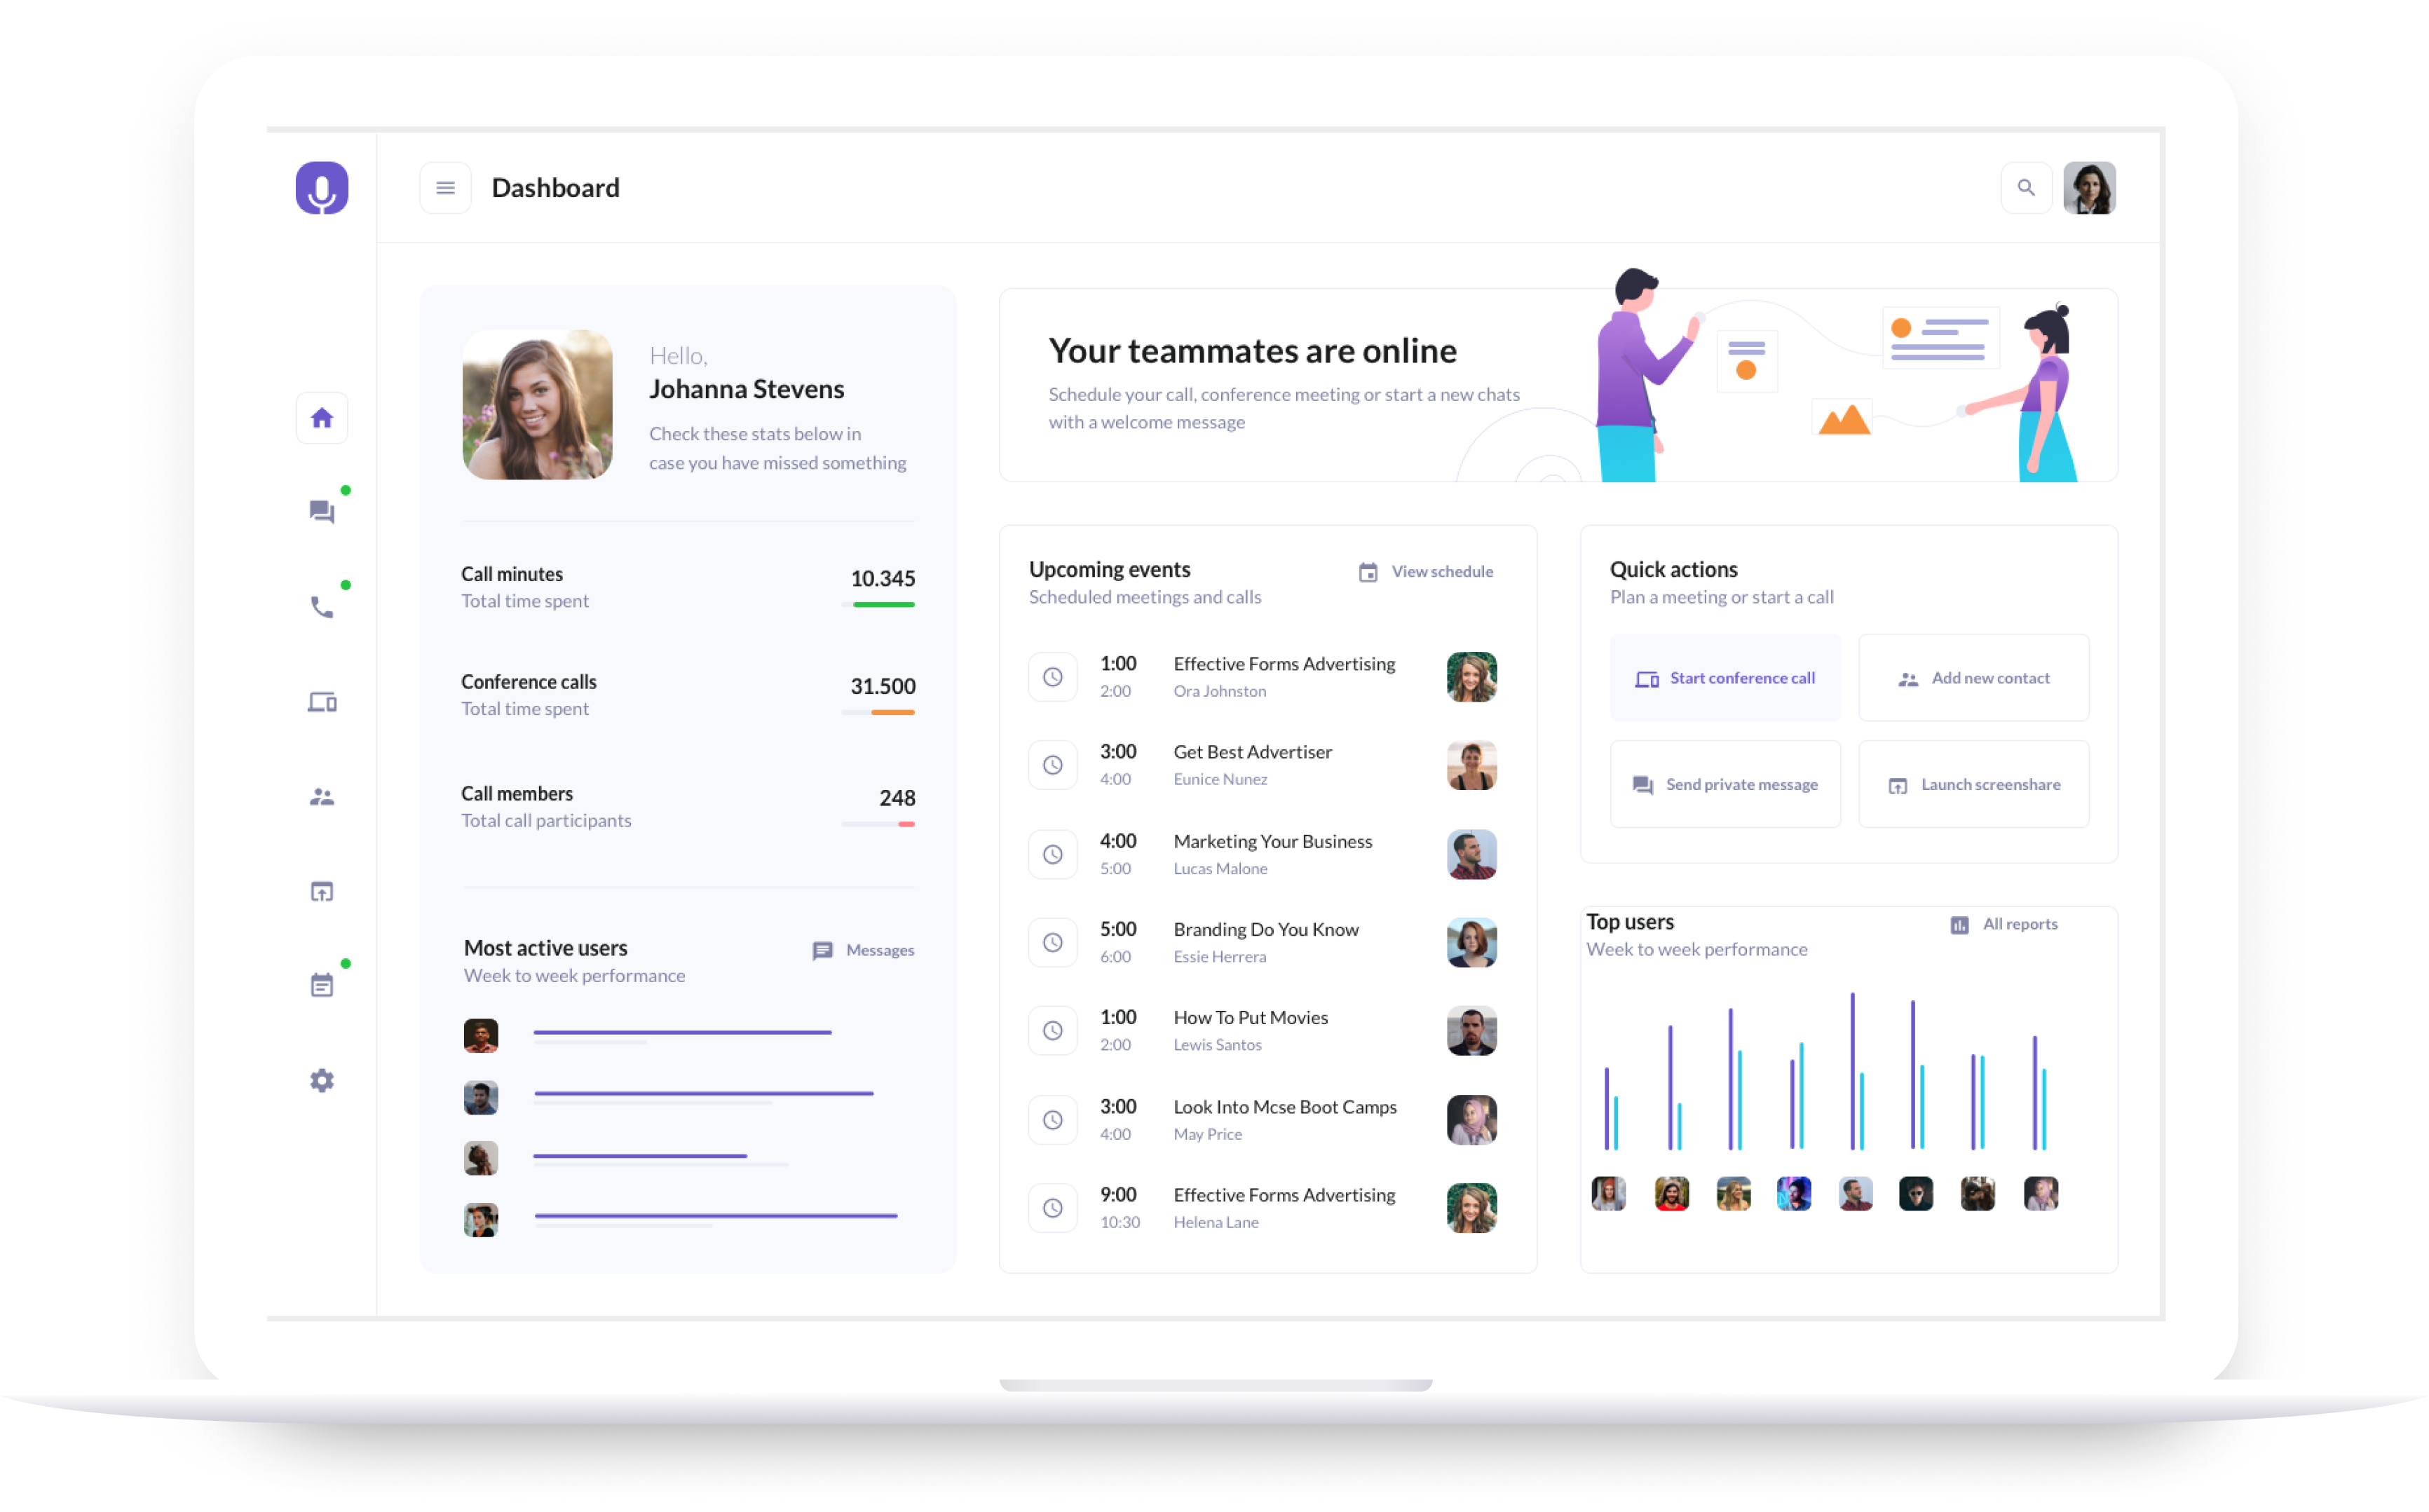 Dashboard
Hello,
Johanna Stevens
Check these stats below in
case you have missed something
Call minutes
Total time spent
10.345
Conference calls
Total time spent
31.500
Call members
Total call participants
248
Most active users
Week to week performance
Messages
Your teammates are online
Schedule your call, conference meeting or start a new chats
with a welcome message
Upcoming events
Scheduled meetings and calls
View schedule
1:00 Effective Forms Advertising
2:00 Ora Johnston
3:00 Get Best Advertiser
4:00 Eunice Nunez
4:00 Marketing Your Business
5:00 Lucas Malone
5:00 Branding Do You Know
6:00 Essie Herrera
1:00 How To Put Movies
2:00 Lewis Santos
3:00 Look Into Mcse Boot Camps
4:00 May Price
9:00 Effective Forms Advertising
10:30 Helena Lane
Quick actions
Plan a meeting or start a call
Start conference call
Add new contact
Send private message
Launch screenshare
Top users
Week to week performance
All reports